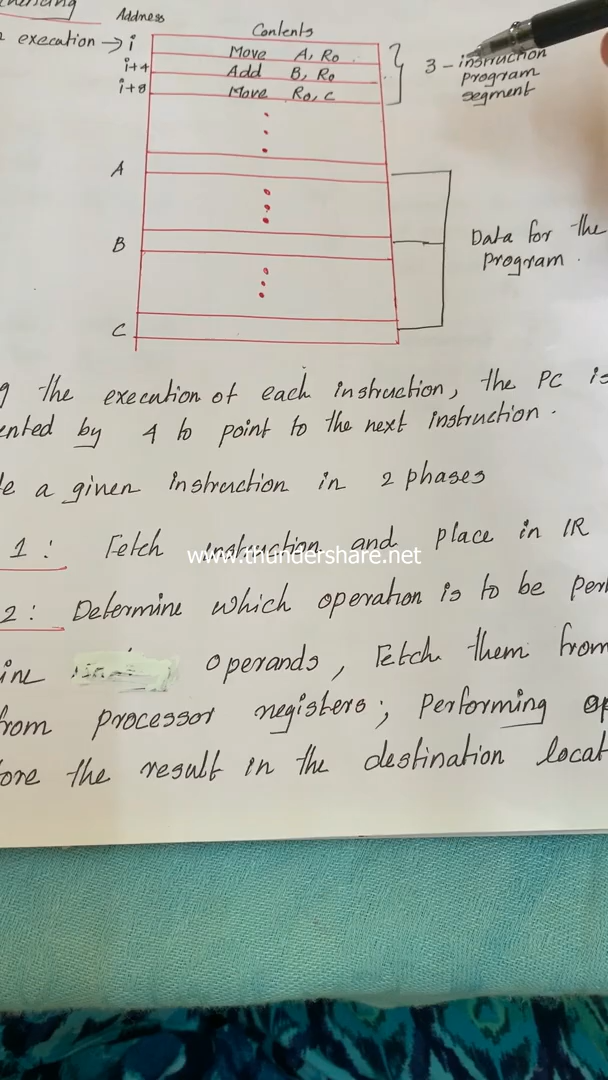 Address
Contents
execution → i
Move A, R0
i+4
Add B, R0
i+8
Move R0, C
3 - instruction
program
segment
A
B
Data for the
program.
C
the execution of each instruction, the PC is
ented by 4 to point to the next instruction.
a given instruction in 2 phases
1 : Fetch instruction and place in IR
www.thundershare.net
2 : Determine which operation is to be per
operands, Fetch them from
from processor registers; performing op
ore the result in the destination locat